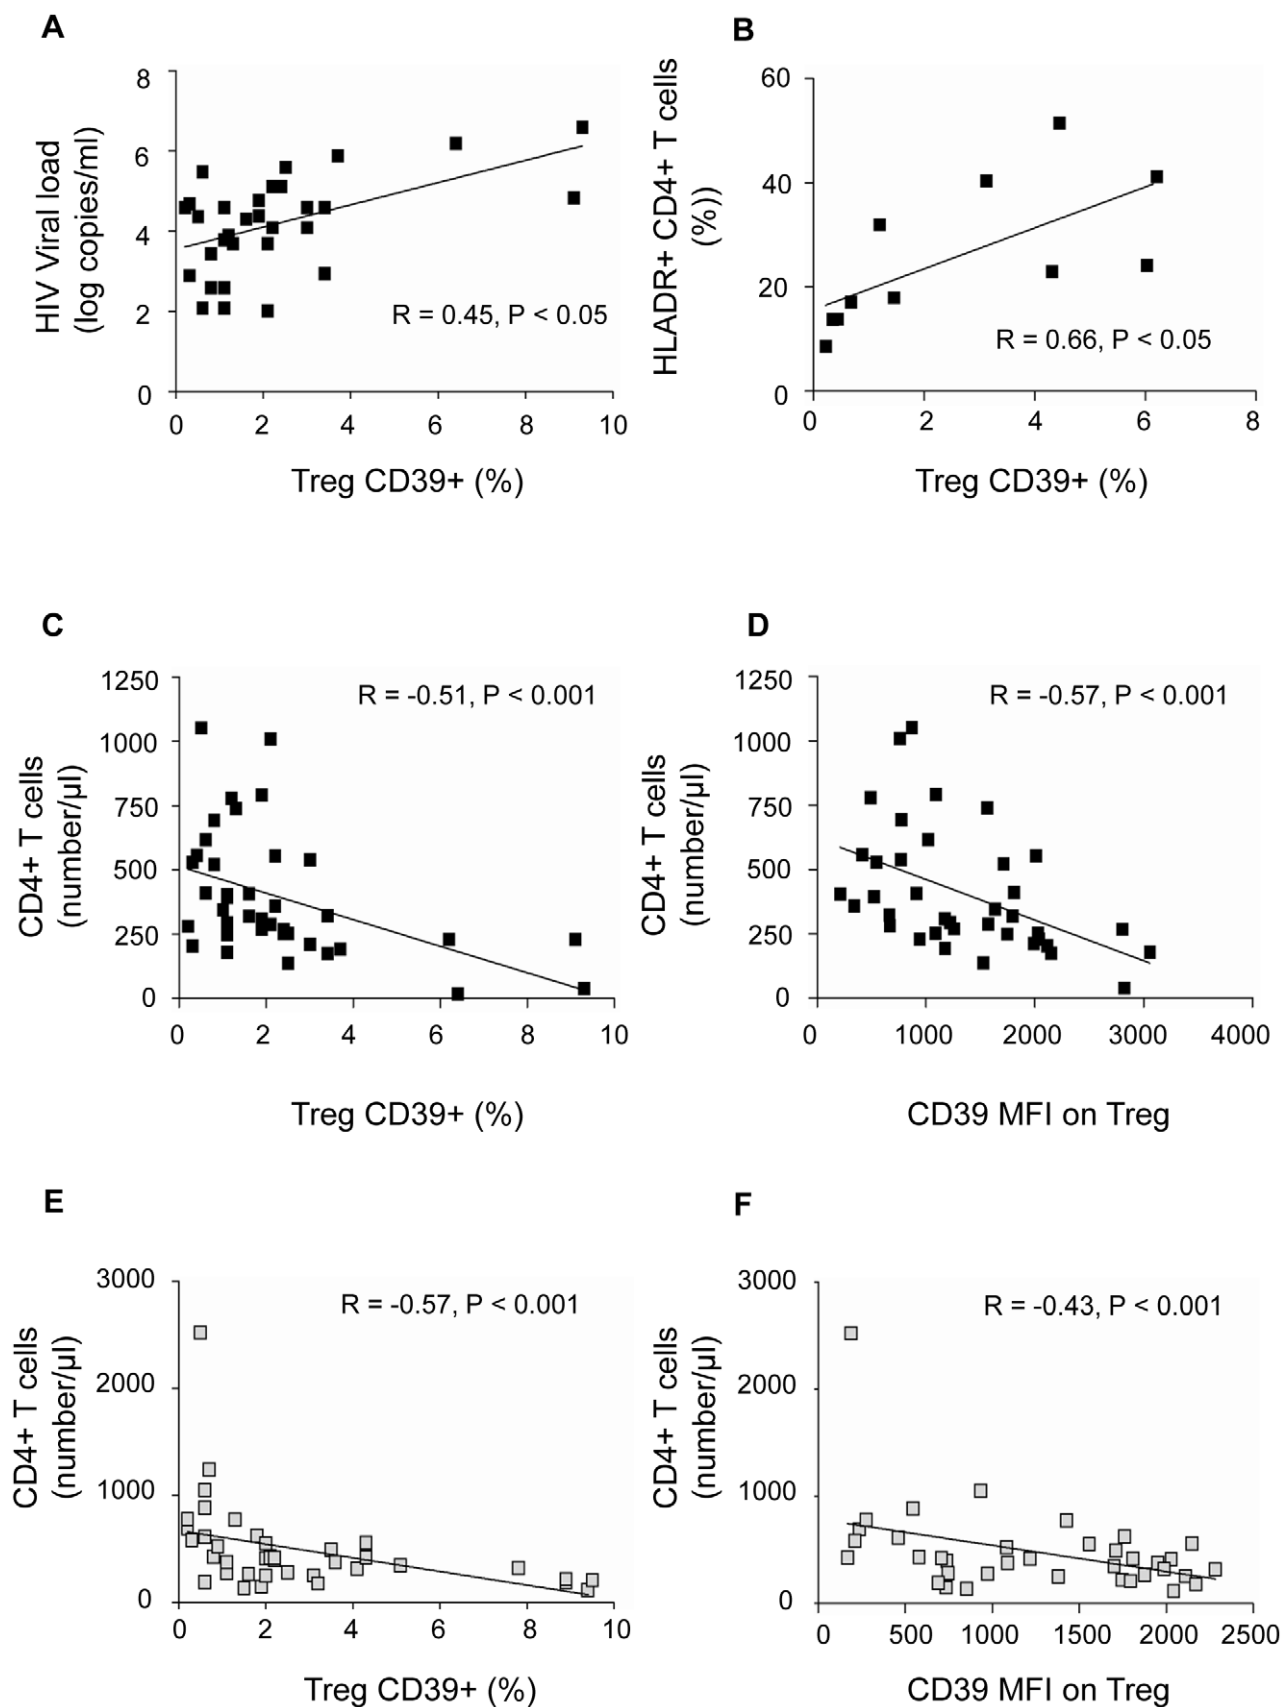 A
HIV Viral load
(log copies/ml)
8
6
4
2
0
R = 0.45, P < 0.05
0 2 4 6 8 10
Treg CD39+ (%)
B
HLADR+ CD4+ T cells
(%))
60
40
20
0
R = 0.66, P < 0.05
0 2 4 6 8
Treg CD39+ (%)
C
CD4+ T cells
(number/µl)
1250
1000
750
500
250
0
R = -0.51, P < 0.001
0 2 4 6 8 10
Treg CD39+ (%)
D
CD4+ T cells
(number/µl)
1250
1000
750
500
250
0
R = -0.57, P < 0.001
0 1000 2000 3000 4000
CD39 MFI on Treg
E
CD4+ T cells
(number/µl)
3000
2000
1000
0
R = -0.57, P < 0.001
0 2 4 6 8 10
Treg CD39+ (%)
F
CD4+ T cells
(number/µl)
3000
2000
1000
0
R = -0.43, P < 0.001
0 500 1000 1500 2000 2500
CD39 MFI on Treg